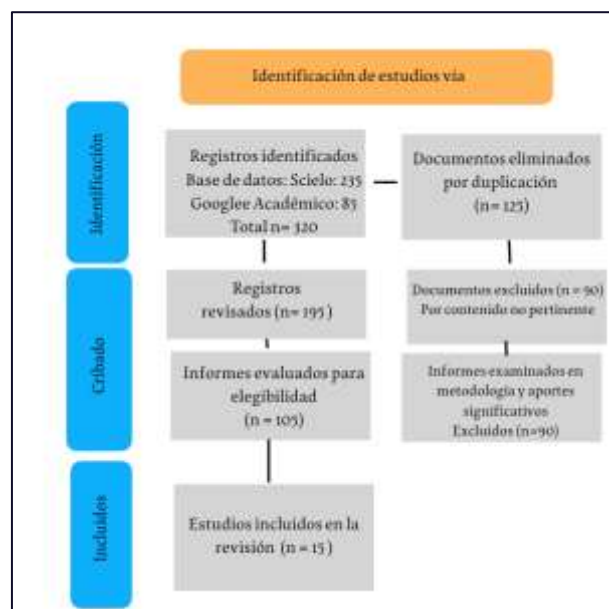 Identificación de estudios vía
Identificación
Registros identificados
Base de datos: Scielo: 235
Googlee Académico: 85
Total n= 320
Documentos eliminados
por duplicación
(n= 125)
Cribado
Registros
revisados (n= 195 )
Documentos excluidos (n = 90)
Por contenido no pertinente
Informes evaluados para
elegibilidad
(n = 105)
Informes examinados en
metodología y aportes
significativos
Excluidos (n=90)
Incluidos
Estudios incluidos en la
revisión (n = 15 )